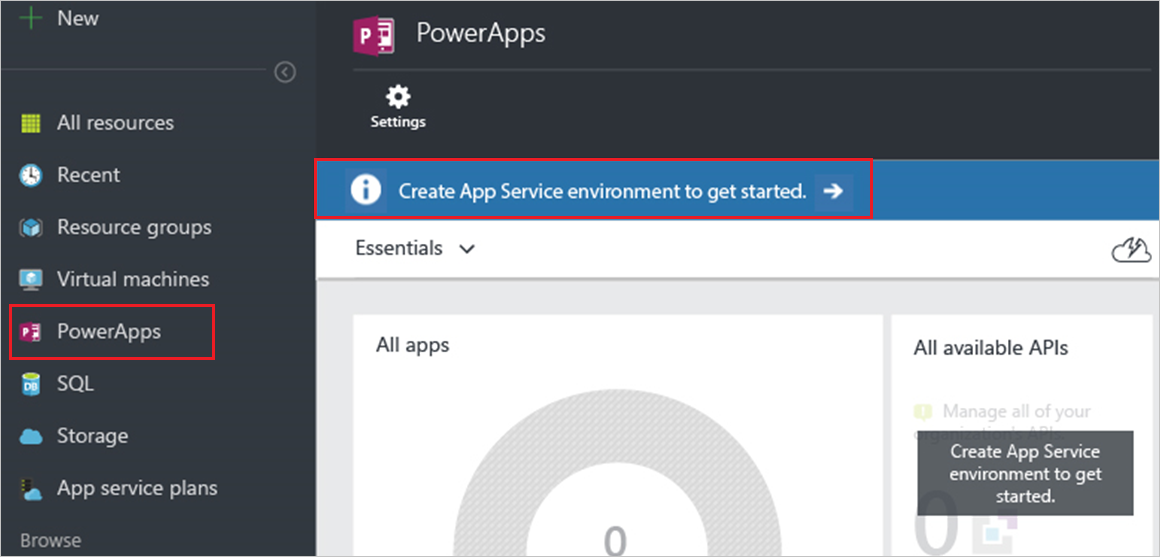 New
All resources
Recent
Resource groups
Virtual machines
PowerApps
SQL
Storage
App service plans
Browse
PowerApps
Settings
Create App Service environment to get started.
Essentials
All apps
0
All available APIs
Manage all of your
organization's APIs.
Create App Service
environment to get
started.
0